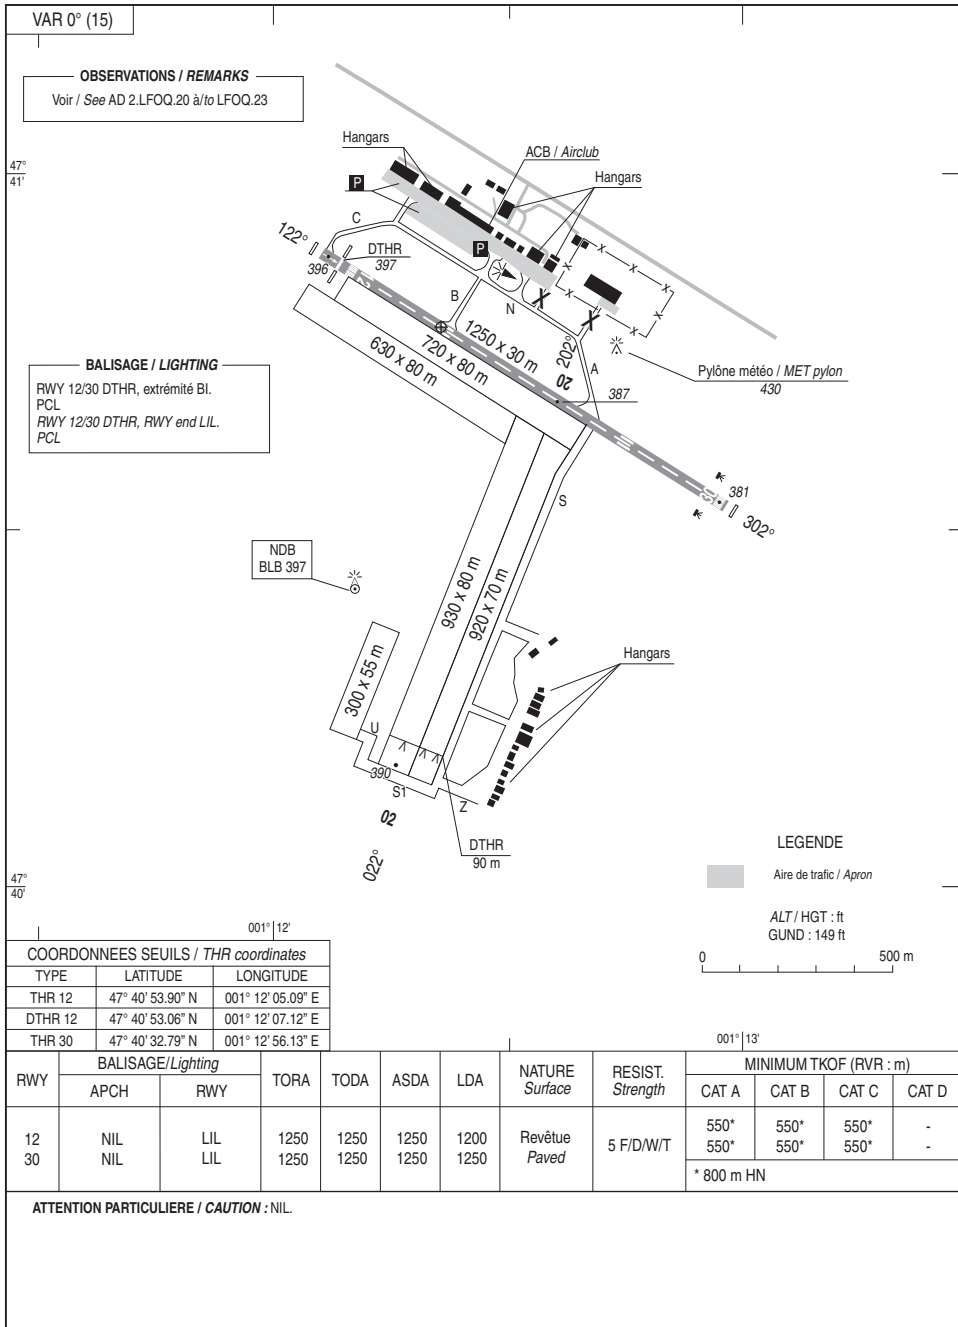 VAR 0° (15)
OBSERVATIONS / REMARKS
Voir / See AD 2.LFOQ.20 à/to LFOQ.23
47°
41'
Hangars
ACB / Airclub
Hangars
P
C
122°
DTHR
397
396
12
P
B
N
1250 x 30 m
720 x 80 m
630 x 80 m
202°
20
A
387
Pylône météo / MET pylon
430
BALISAGE / LIGHTING
RWY 12/30 DTHR, extrémité BI.
PCL
RWY 12/30 DTHR, RWY end LIL.
PCL
30
381
302°
S
NDB
BLB 397
930 x 80 m
920 x 70 m
300 x 55 m
Hangars
U
390
S1
Z
02
022°
DTHR
90 m
LEGENDE
Aire de trafic / Apron
ALT / HGT : ft
GUND : 149 ft
0 500 m
47°
40'
001° 12'
001° 13'
COORDONNEES SEUILS / THR coordinates
TYPE LATITUDE LONGITUDE
THR 12 47° 40' 53.90" N 001° 12' 05.09" E
DTHR 12 47° 40' 53.06" N 001° 12' 07.12" E
THR 30 47° 40' 32.79" N 001° 12' 56.13" E
RWY BALISAGE/Lighting TORA TODA ASDA LDA NATURE Surface RESIST. Strength MINIMUM TKOF (RVR : m)
APCH RWY CAT A CAT B CAT C CAT D
12 NIL LIL 1250 1250 1250 1200 Revêtue 5 F/D/W/T 550* 550* 550* -
30 NIL LIL 1250 1250 1250 1250 Paved 550* 550* 550* -
* 800 m HN
ATTENTION PARTICULIERE / CAUTION : NIL.